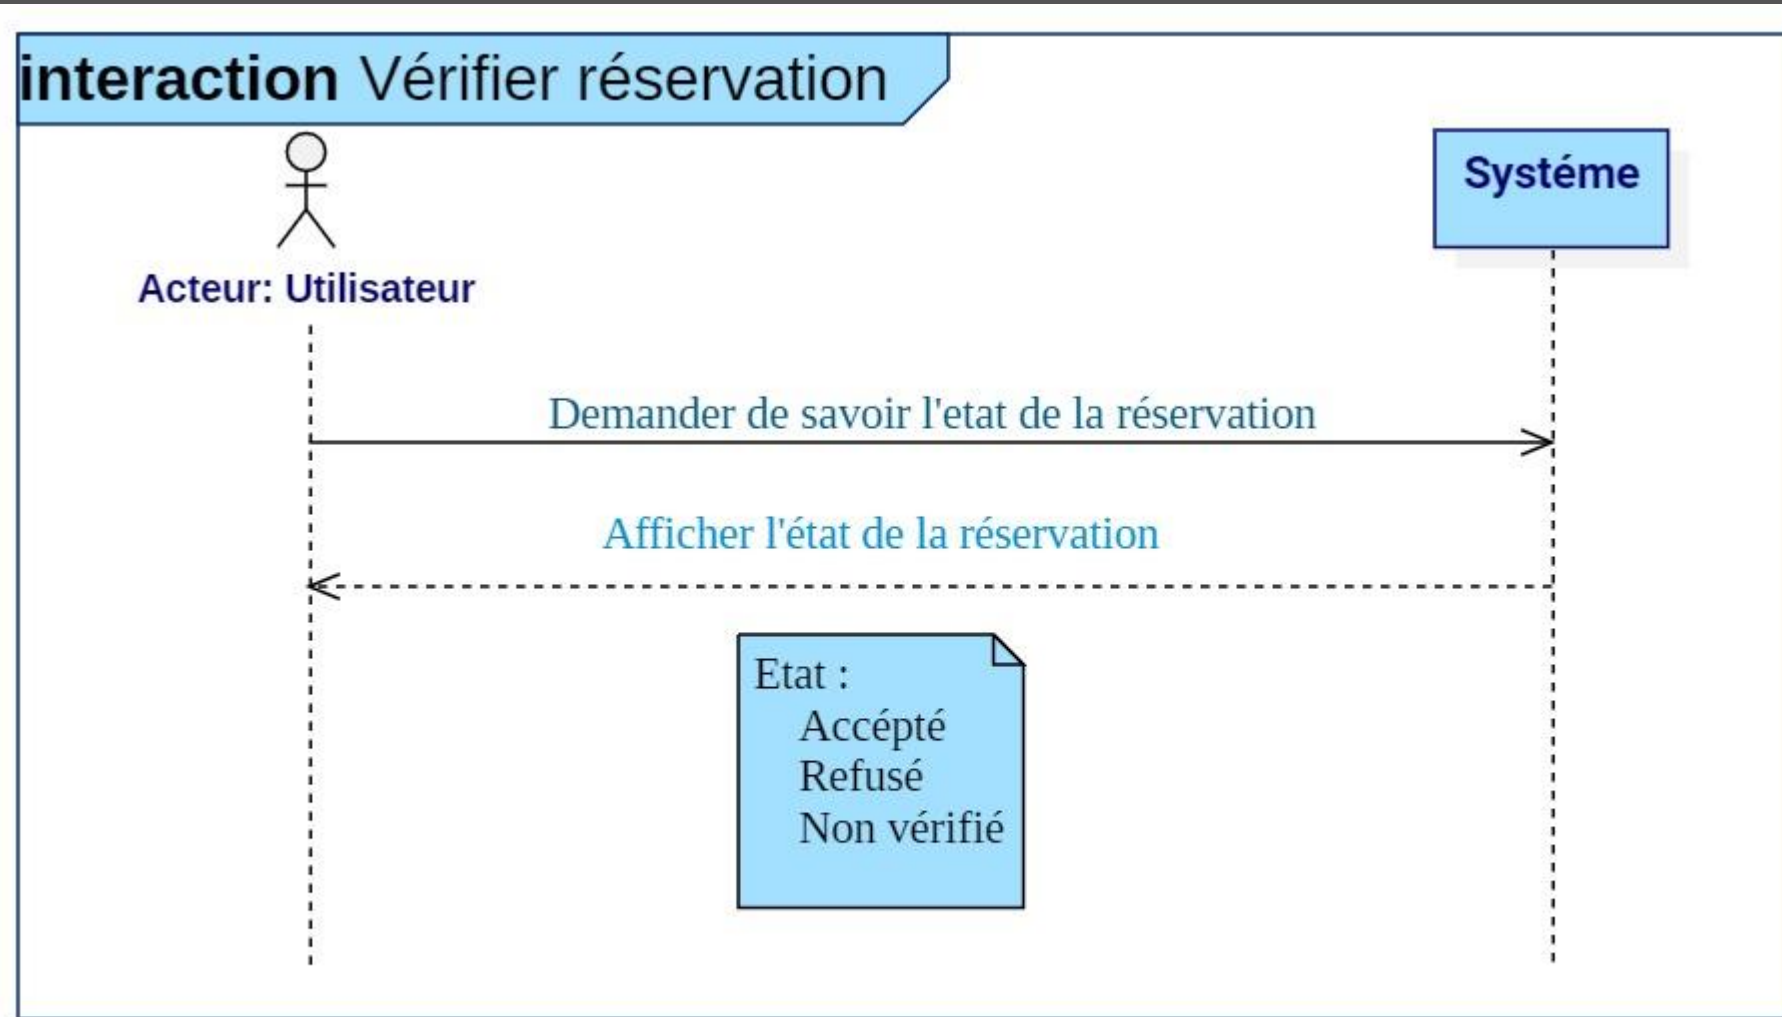 interaction Vérifier réservation
Systéme
Acteur: Utilisateur
Demander de savoir l'etat de la réservation
Afficher l'état de la réservation
Etat :
Accépté
Refusé
Non vérifié